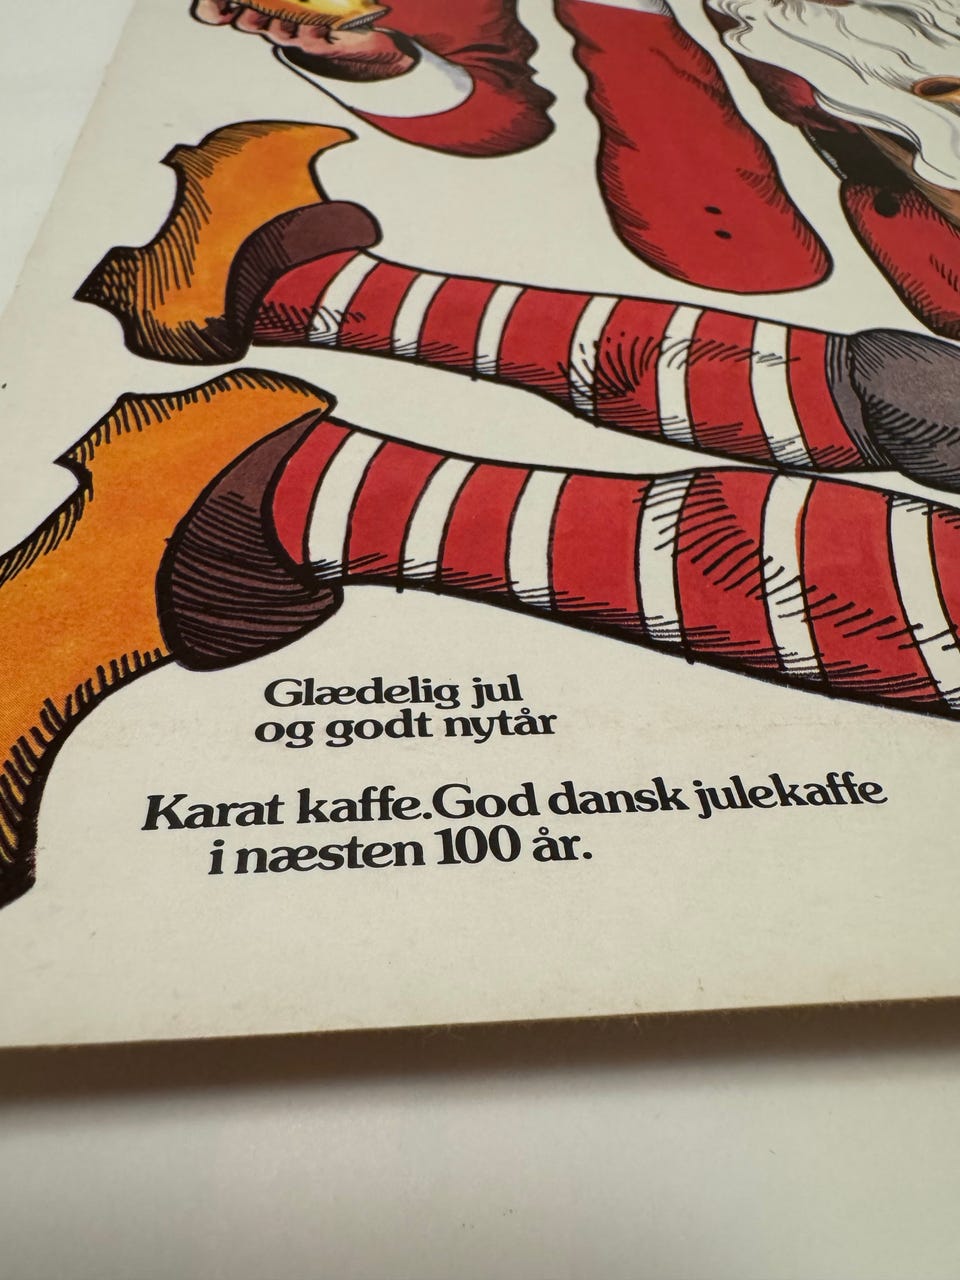 Glædelig jul
og godt nytår
Karat kaffe. God dansk julekaffe
i næsten 100 år.